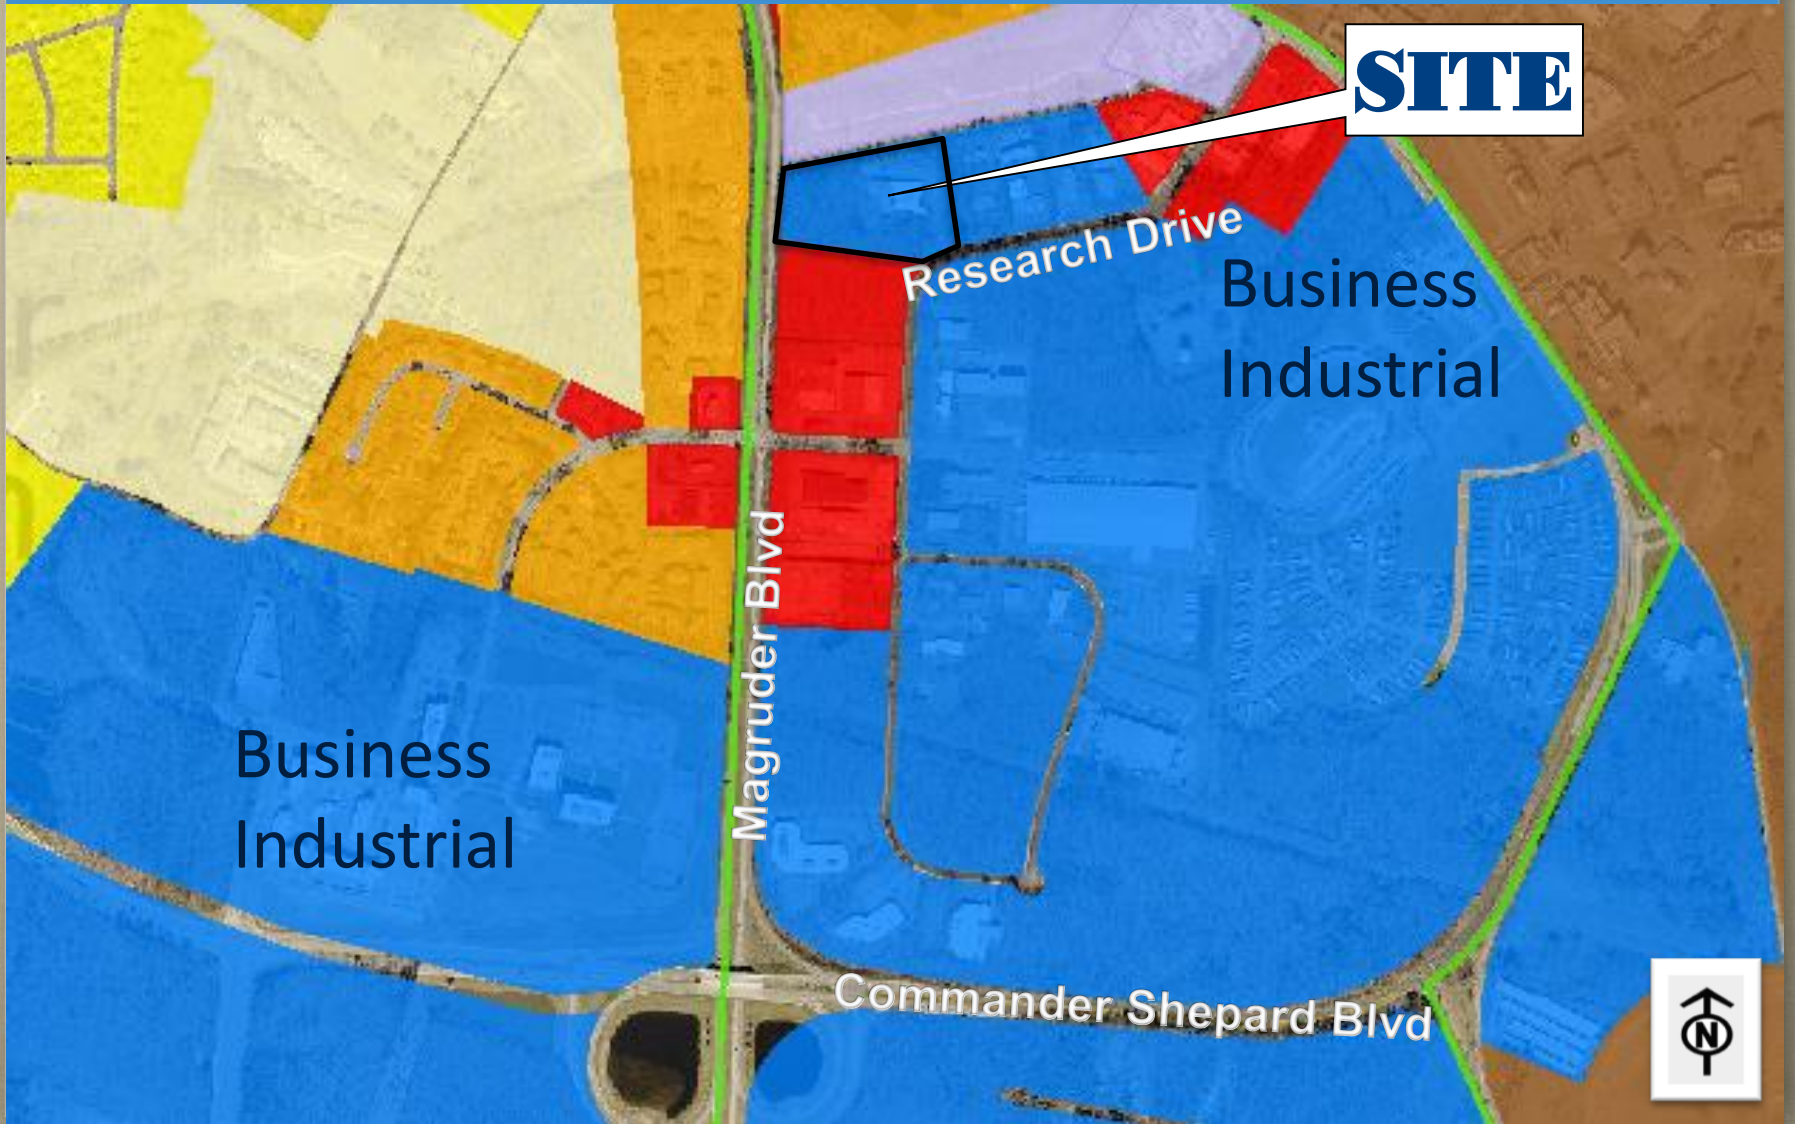 SITE
Research Drive
Business
Industrial
Magruder Blvd
Business
Industrial
Commander Shepard Blvd
N